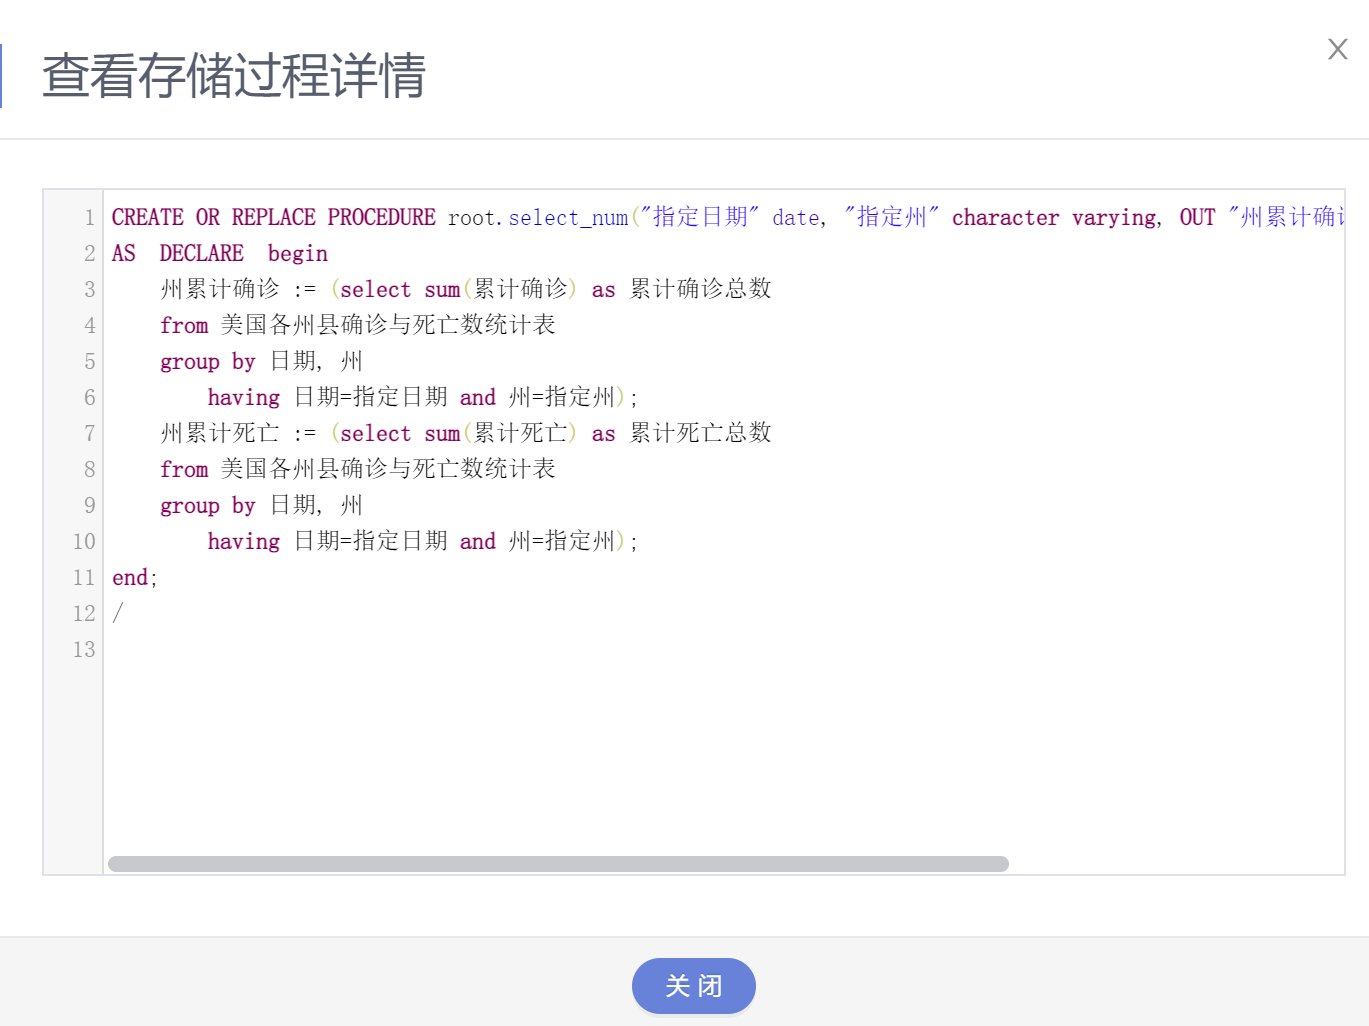 查看存储过程详情
1 CREATE OR REPLACE PROCEDURE root.select_num("指定日期" date, "指定州" character varying, OUT "州累计确
2 AS  DECLARE  begin
3     州累计确诊 := (select sum(累计确诊) as 累计确诊总数
4     from 美国各州县确诊与死亡数统计表
5     group by 日期, 州
6         having 日期=指定日期 and 州=指定州);
7     州累计死亡 := (select sum(累计死亡) as 累计死亡总数
8     from 美国各州县确诊与死亡数统计表
9     group by 日期, 州
10         having 日期=指定日期 and 州=指定州);
11 end;
12 /
13
关闭